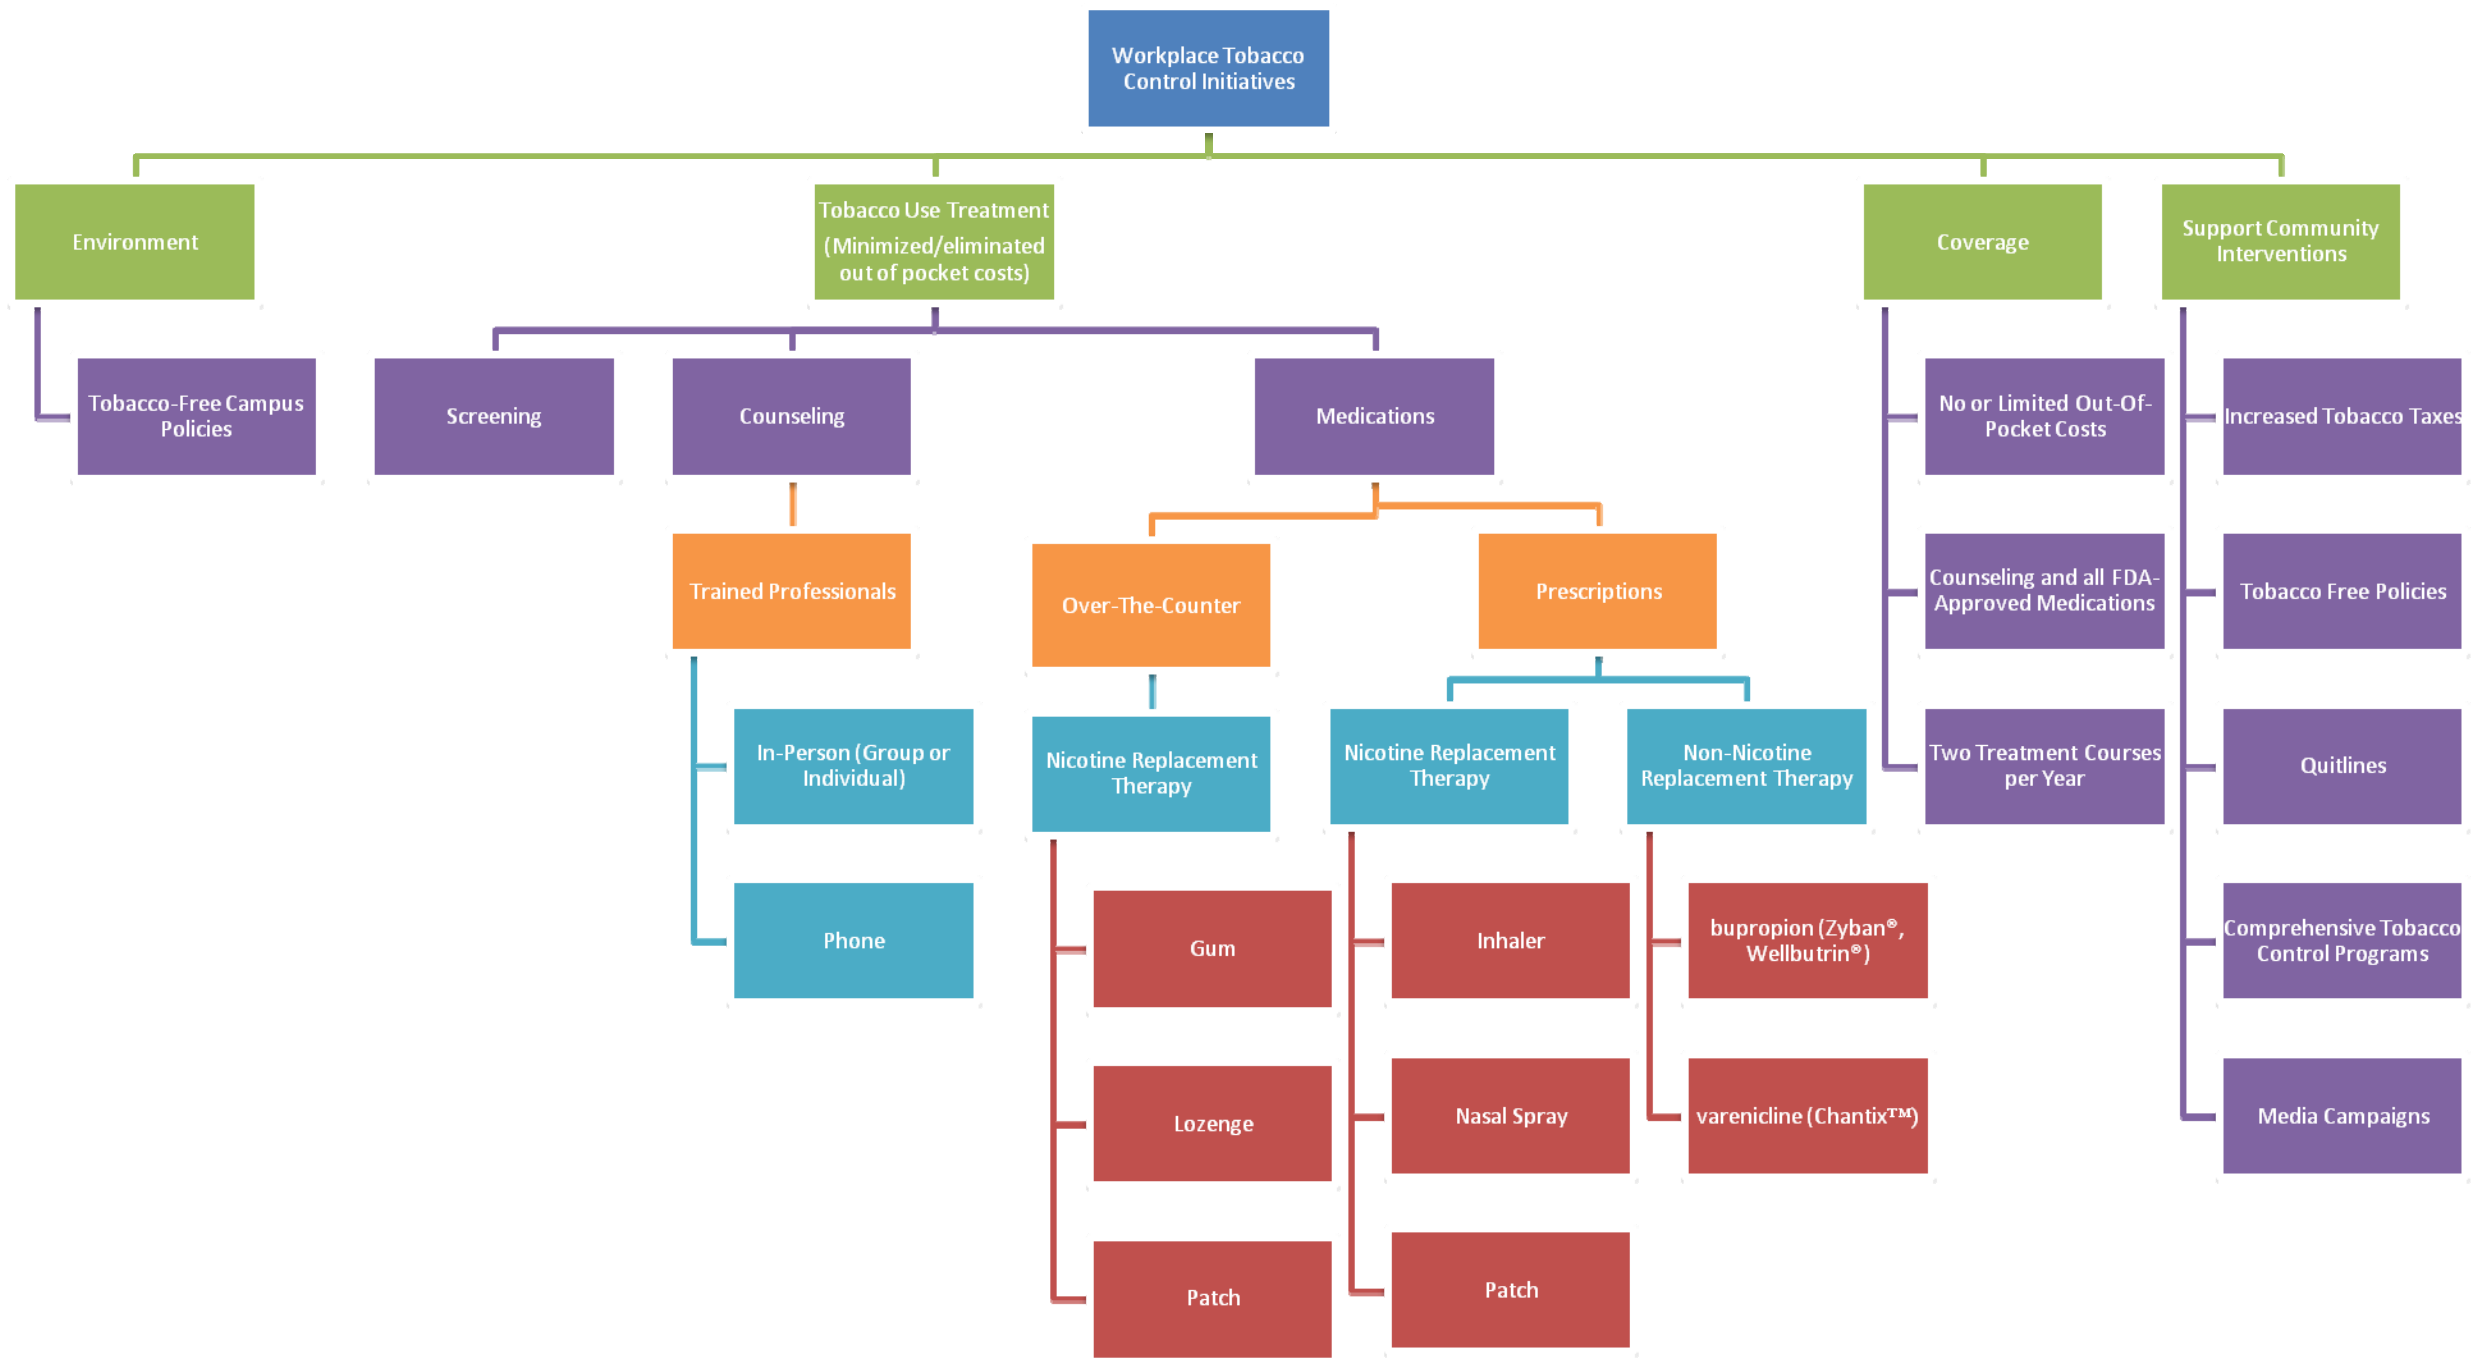 Workplace Tobacco
Control Initiatives
Environment
Tobacco Use Treatment
(Minimized/eliminated
out of pocket costs)
Coverage
Support Community
Interventions
Tobacco-Free Campus
Policies
Screening
Counseling
Medications
No or Limited Out-Of-
Pocket Costs
Increased Tobacco Taxes
Trained Professionals
Over-The-Counter
Prescriptions
Counseling and all FDA-
Approved Medications
Tobacco Free Policies
In-Person (Group or
Individual)
Nicotine Replacement
Therapy
Nicotine Replacement
Therapy
Non-Nicotine
Replacement Therapy
Two Treatment Courses
per Year
Quitlines
Phone
Gum
Inhaler
bupropion (Zyban®,
Wellbutrin®)
Comprehensive Tobacco
Control Programs
Lozenge
Nasal Spray
varenicline (Chantix™)
Media Campaigns
Patch
Patch